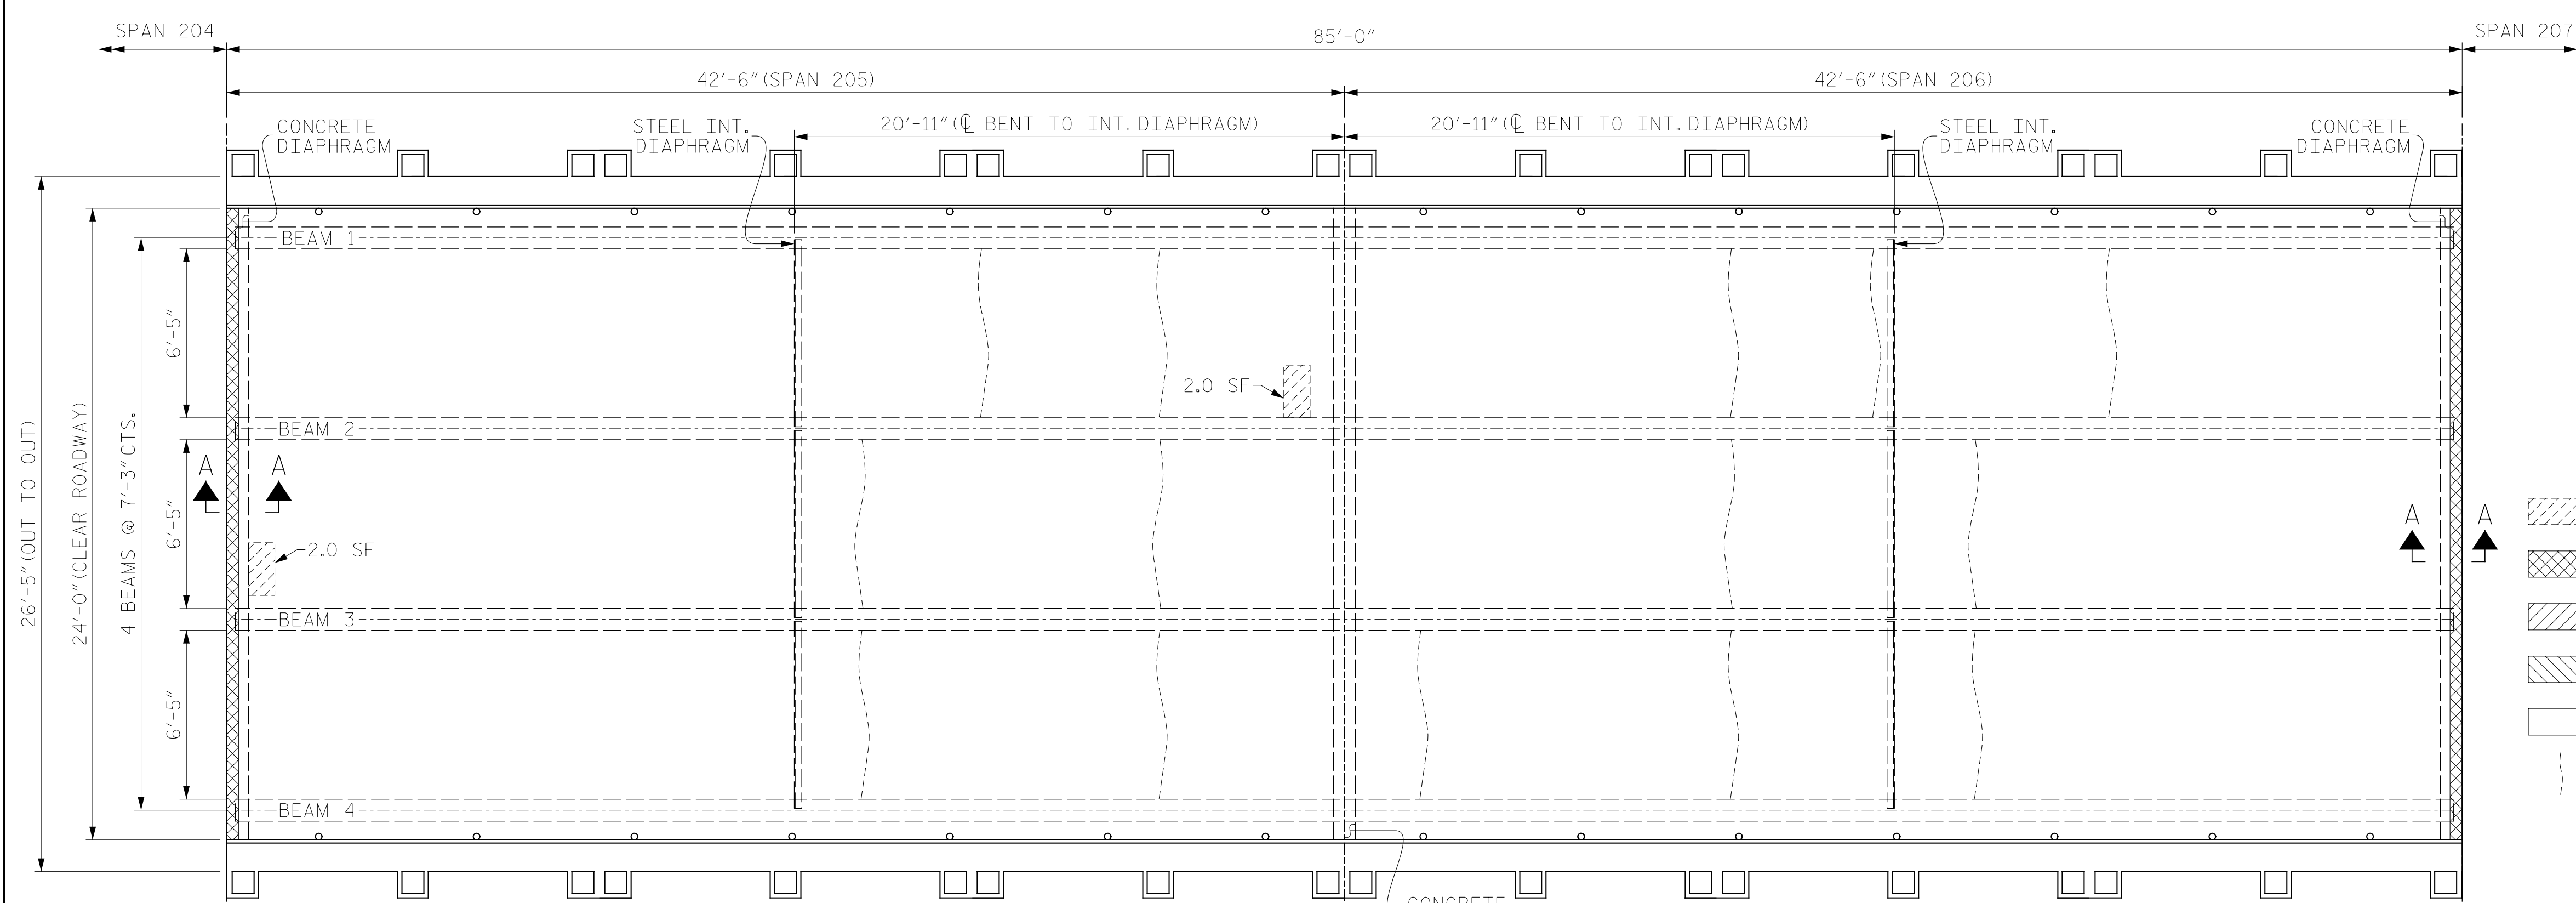 SPAN 204
85'-0"
SPAN 207
42'-6"(SPAN 205)
42'-6"(SPAN 206)
CONCRETE
DIAPHRAGM
STEEL INT.
DIAPHRAGM
20'-11"(℄ BENT TO INT. DIAPHRAGM)
20'-11"(℄ BENT TO INT. DIAPHRAGM)
STEEL INT.
DIAPHRAGM
CONCRETE
DIAPHRAGM
26'-5"(OUT TO OUT)
24'-0"(CLEAR ROADWAY)
4 BEAMS @ 7'-3"CTS.
6'-5"
6'-5"
6'-5"
BEAM 1
2.0 SF
BEAM 2
A
A
A
A
2.0 SF
BEAM 3
BEAM 4
CONCRETE